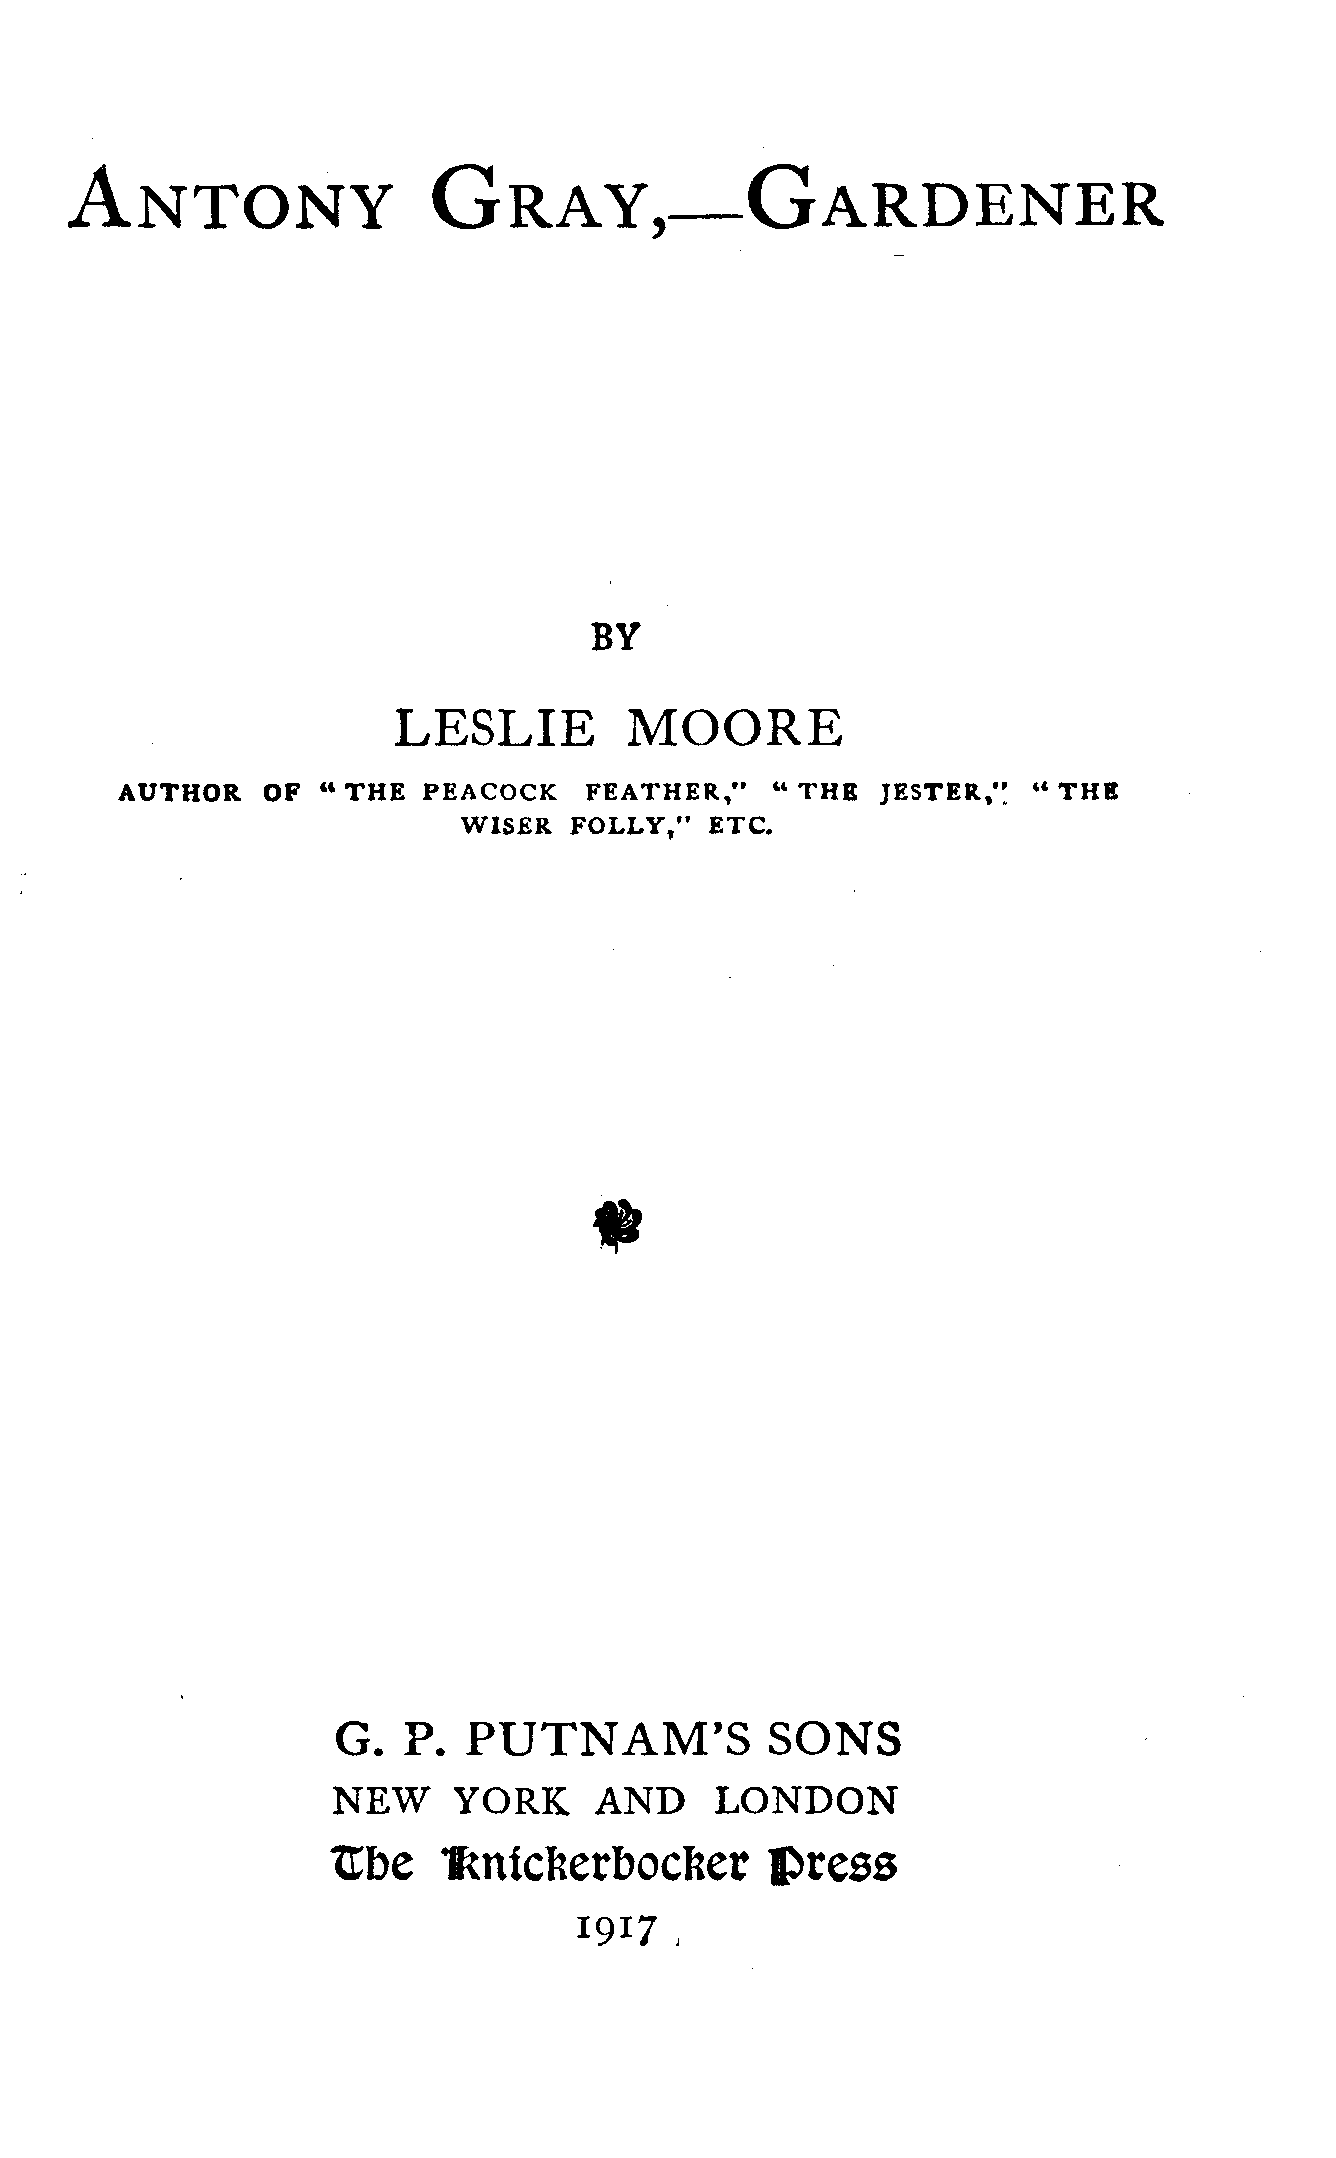 ANTONY GRAY,—GARDENER
BY
LESLIE MOORE
AUTHOR OF “THE PEACOCK FEATHER,” “THE JESTER,” “THE
WISER FOLLY,” ETC.
G. P. PUTNAM'S SONS
NEW YORK AND LONDON
The Knickerbocker Press
1917